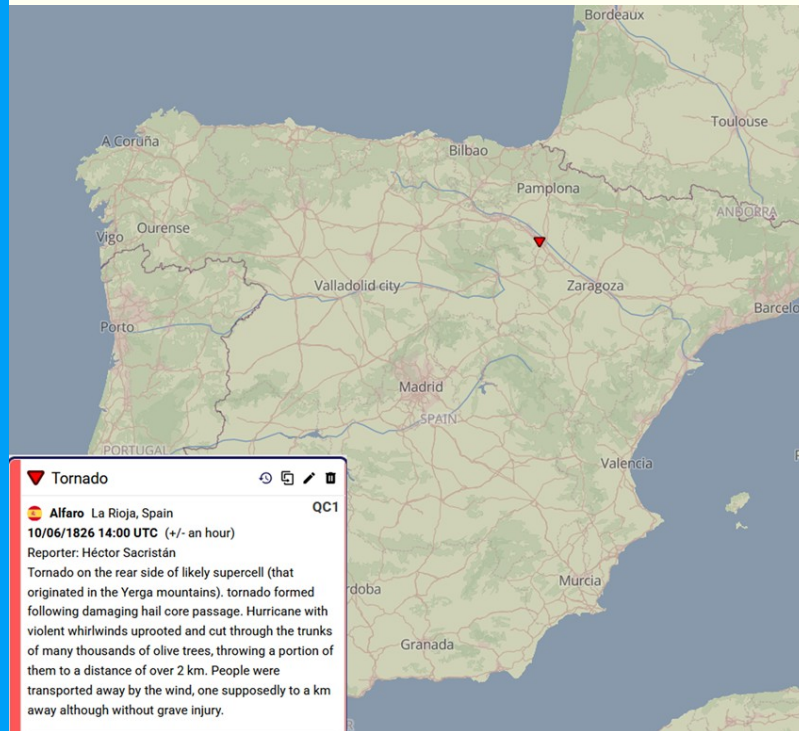 Bordeaux
Toulouse
A Coruña
Bilbao
Pamplona
ANDORRA
Vigo
Ourense
Valladolid city
Zaragoza
Barcelo
Porto
Madrid
SPAIN
PORTUGAL
Valencia
Tornado
QC1
Alfaro La Rioja, Spain
10/06/1826 14:00 UTC (+/- an hour)
Reporter: Héctor Sacristán
Tornado on the rear side of likely supercell (that
originated in the Yerga mountains). tornado formed
following damaging hail core passage. Hurricane with
violent whirlwinds uprooted and cut through the trunks
of many thousands of olive trees, throwing a portion of
them to a distance of over 2 km. People were
transported away by the wind, one supposedly to a km
away although without grave injury.
rdoba
Murcia
Granada